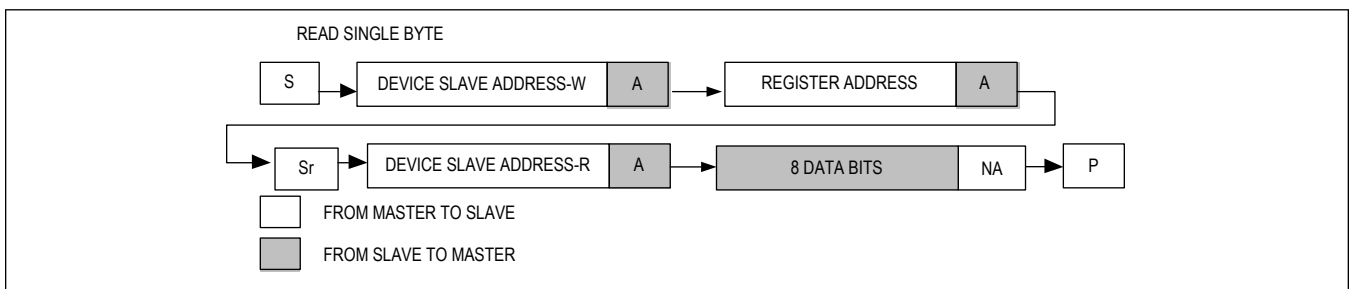 READ SINGLE BYTE
S DEVICE SLAVE ADDRESS-W A REGISTER ADDRESS A
Sr DEVICE SLAVE ADDRESS-R A 8 DATA BITS NA P
FROM MASTER TO SLAVE
FROM SLAVE TO MASTER